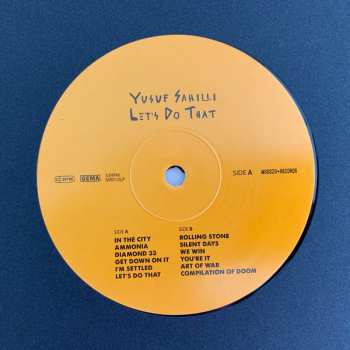 YUSUF SAHILLI
LET'S DO THAT
GEMA
SIDE A
SIDE A
IN THE CITY
AMMONIA
DIAMOND 33
GET DOWN ON IT
I'M SETTLED
LET'S DO THAT
SIDE B
ROLLING STONE
SILENT DAYS
WE WIN
YOU'RE IT
ART OF WAR
COMPILATION OF DOOM